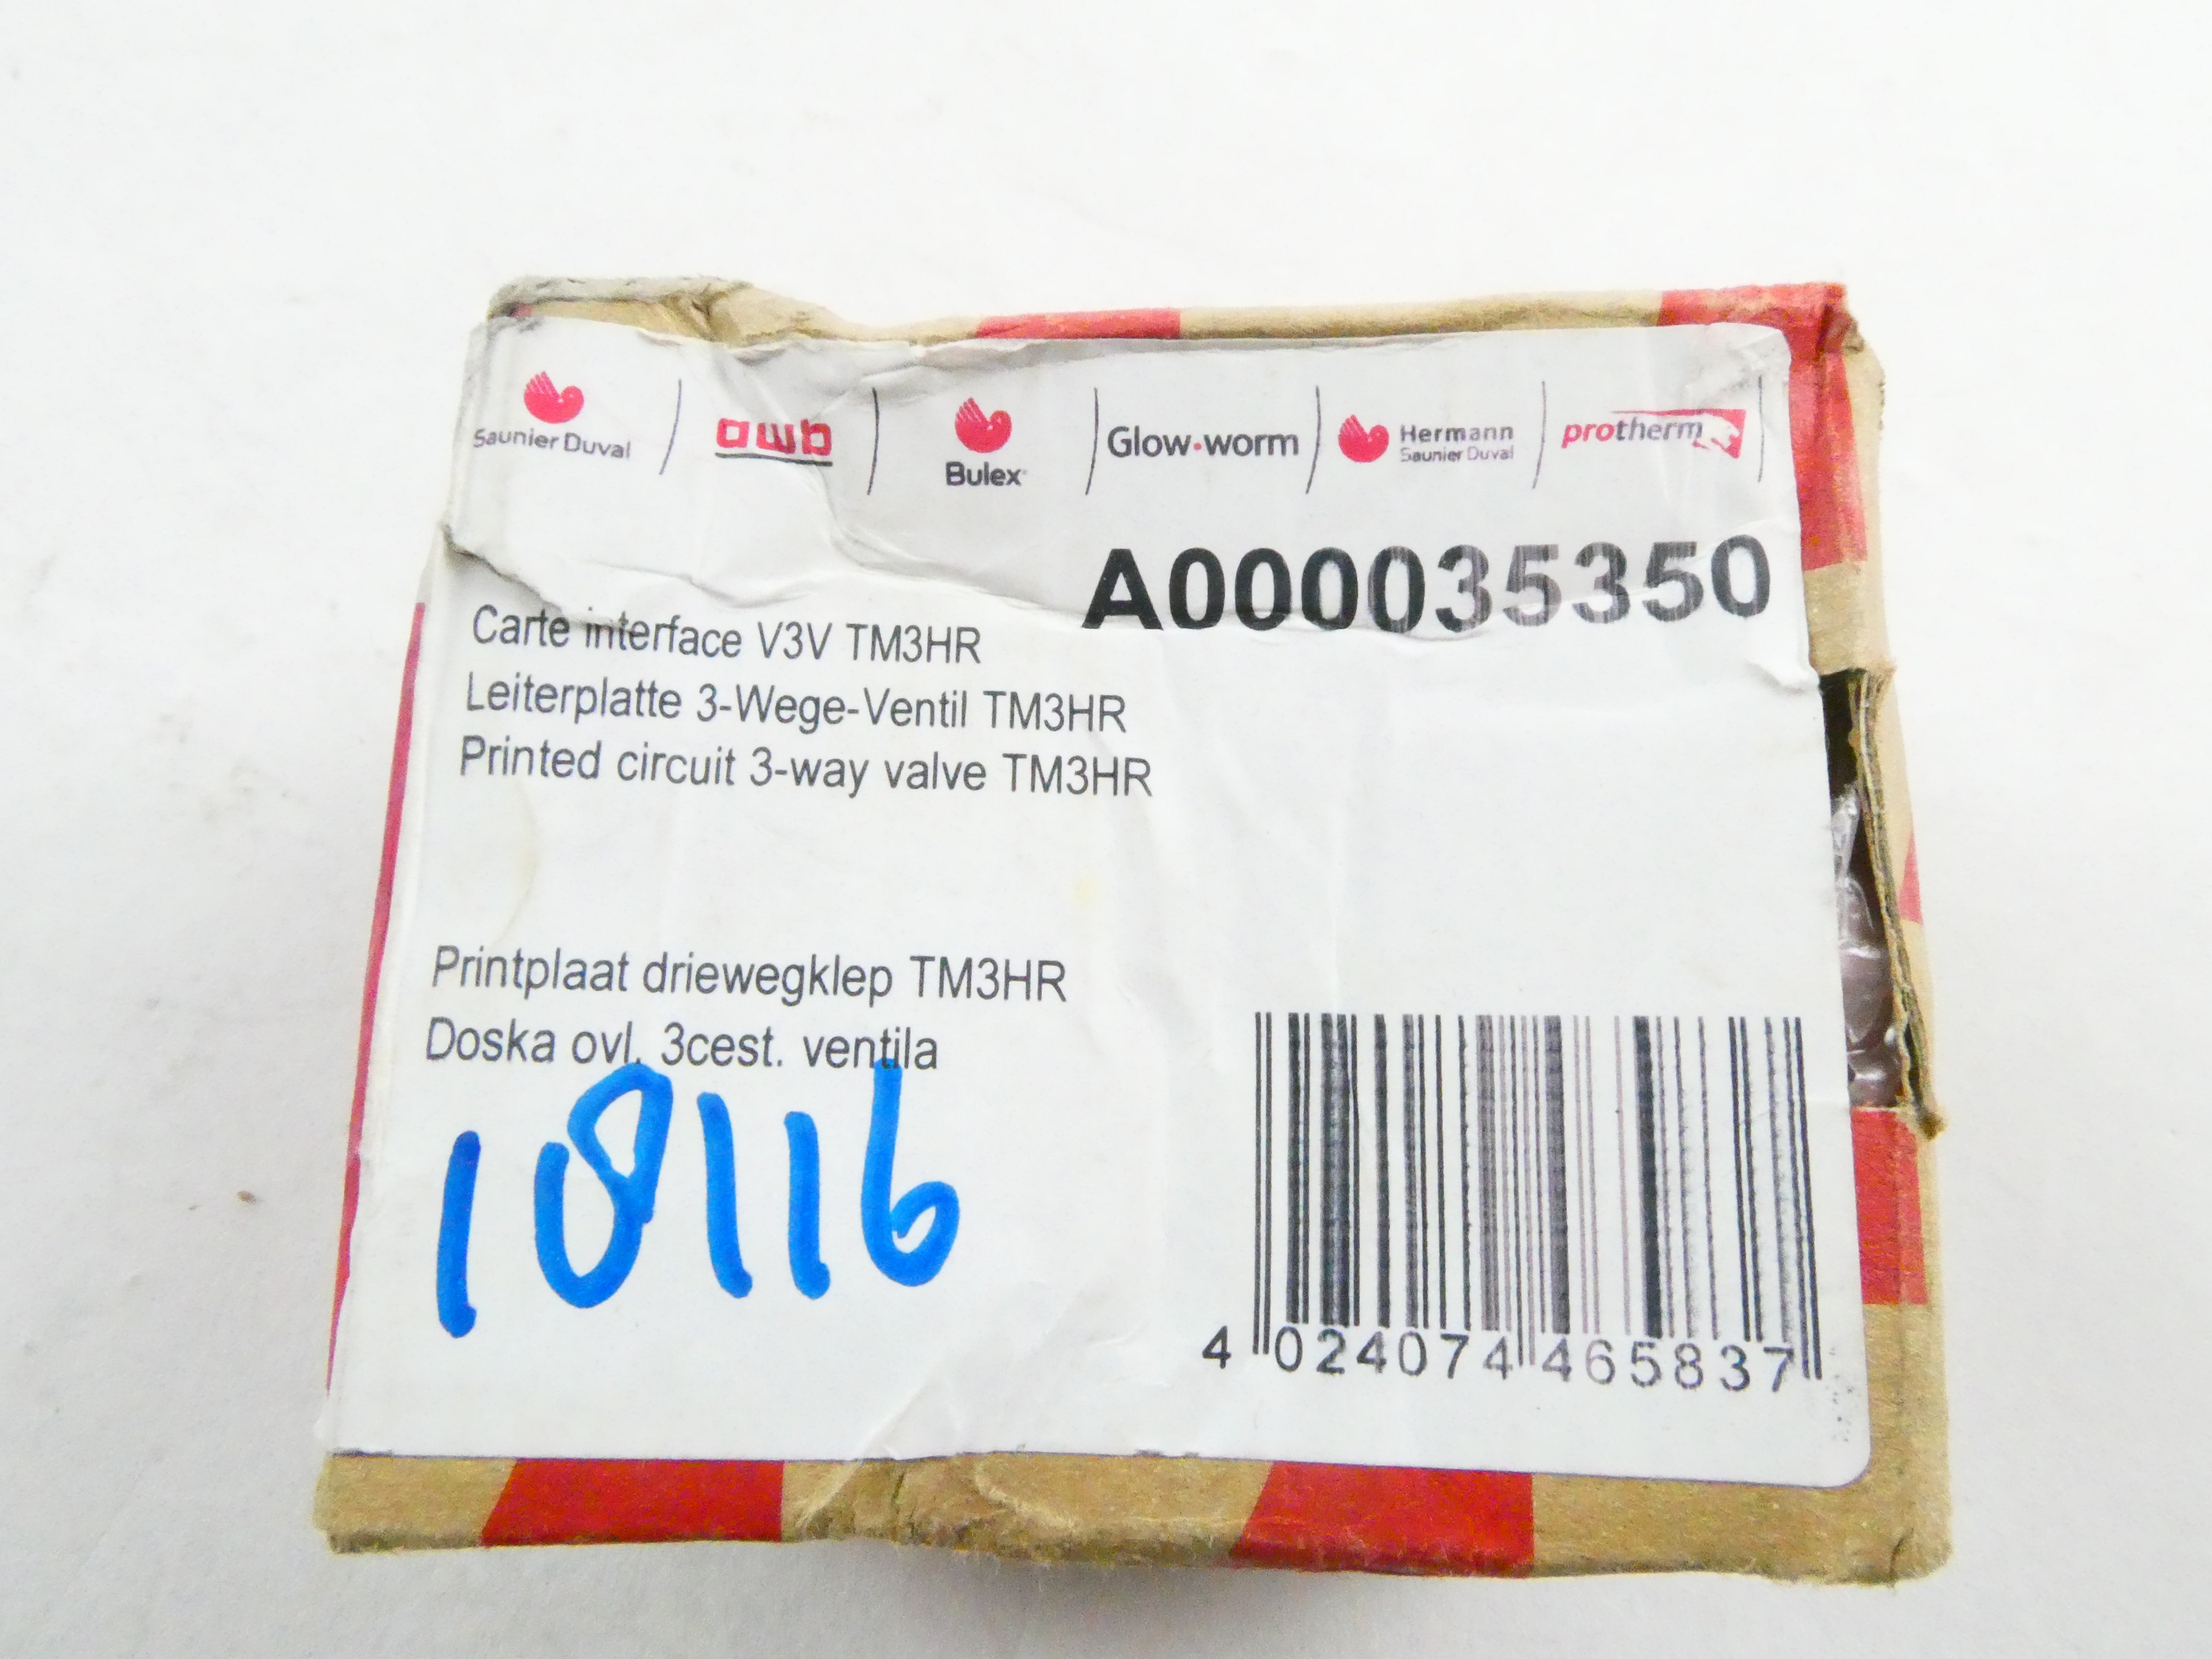 Saunier Duval awb Bulex Glow-worm Hermann Saunier Duval protherm
A000035350
Carte interface V3V TM3HR
Leiterplatte 3-Wege-Ventil TM3HR
Printed circuit 3-way valve TM3HR
Printplaat driewegklep TM3HR
Doska ovl. 3cest. ventila
18116
4 024074 465837